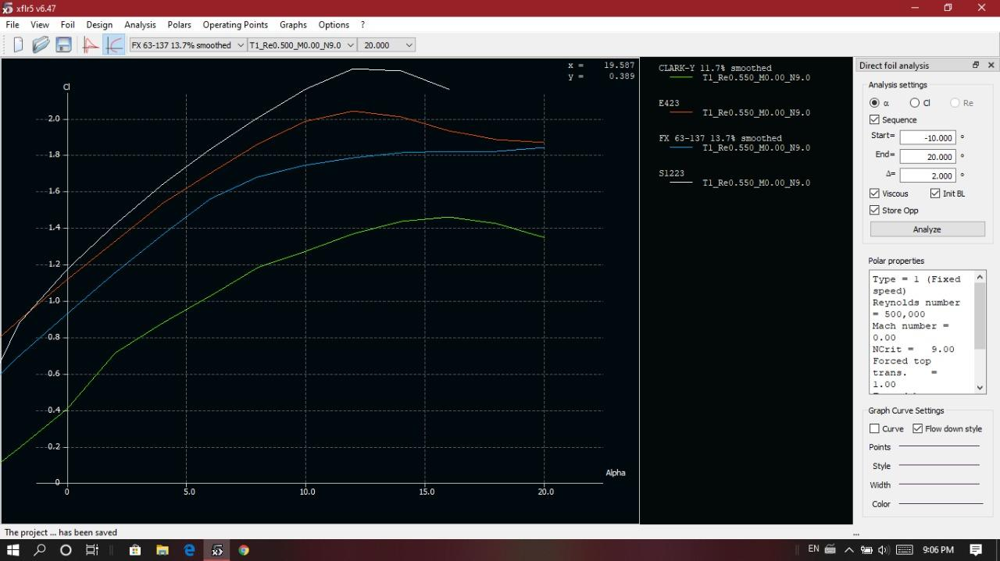 xflr5 v6.47
File View Foil Design Analysis Polars Operating Points Graphs Options ?
FX 63-137 13.7% smoothed T1_Re0.500_M0.00_N9.0 20.000
x = 19.587
y = 0.389
Cl
2.0
1.8
1.6
1.4
1.2
1.0
0.8
0.6
0.4
0.2
0
0 5.0 10.0 15.0 20.0
Alpha
CLARK-Y 11.7% smoothed
T1_Re0.550_M0.00_N9.0
E423
T1_Re0.550_M0.00_N9.0
FX 63-137 13.7% smoothed
T1_Re0.550_M0.00_N9.0
S1223
T1_Re0.550_M0.00_N9.0
Direct foil analysis
Analysis settings
α Cl Re
Sequence
Start= -10.000 °
End= 20.000 °
Δ= 2.000 °
Viscous Init BL
Store Opp
Analyze
Polar properties
Type = 1 (Fixed
speed)
Reynolds number
= 500,000
Mach number =
0.00
NCrit = 9.00
Forced top
trans. =
1.00
Graph Curve Settings
Curve Flow down style
Points
Style
Width
Color
The project ... has been saved
...
EN 9:06 PM